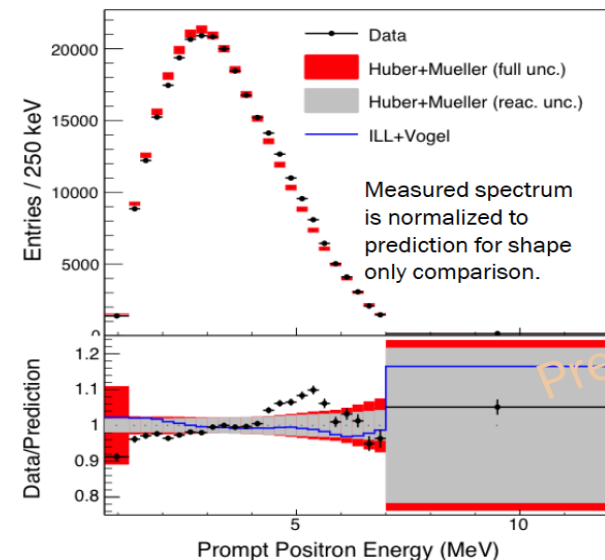 20000
15000
10000
5000
Entries / 250 keV
Data
Huber+Mueller (full unc.)
Huber+Mueller (reac. unc.)
ILL+Vogel
Measured spectrum
is normalized to
prediction for shape
only comparison.
1.2
1.1
1
0.9
0.8
Data/Prediction
Pre
5
10
Prompt Positron Energy (MeV)